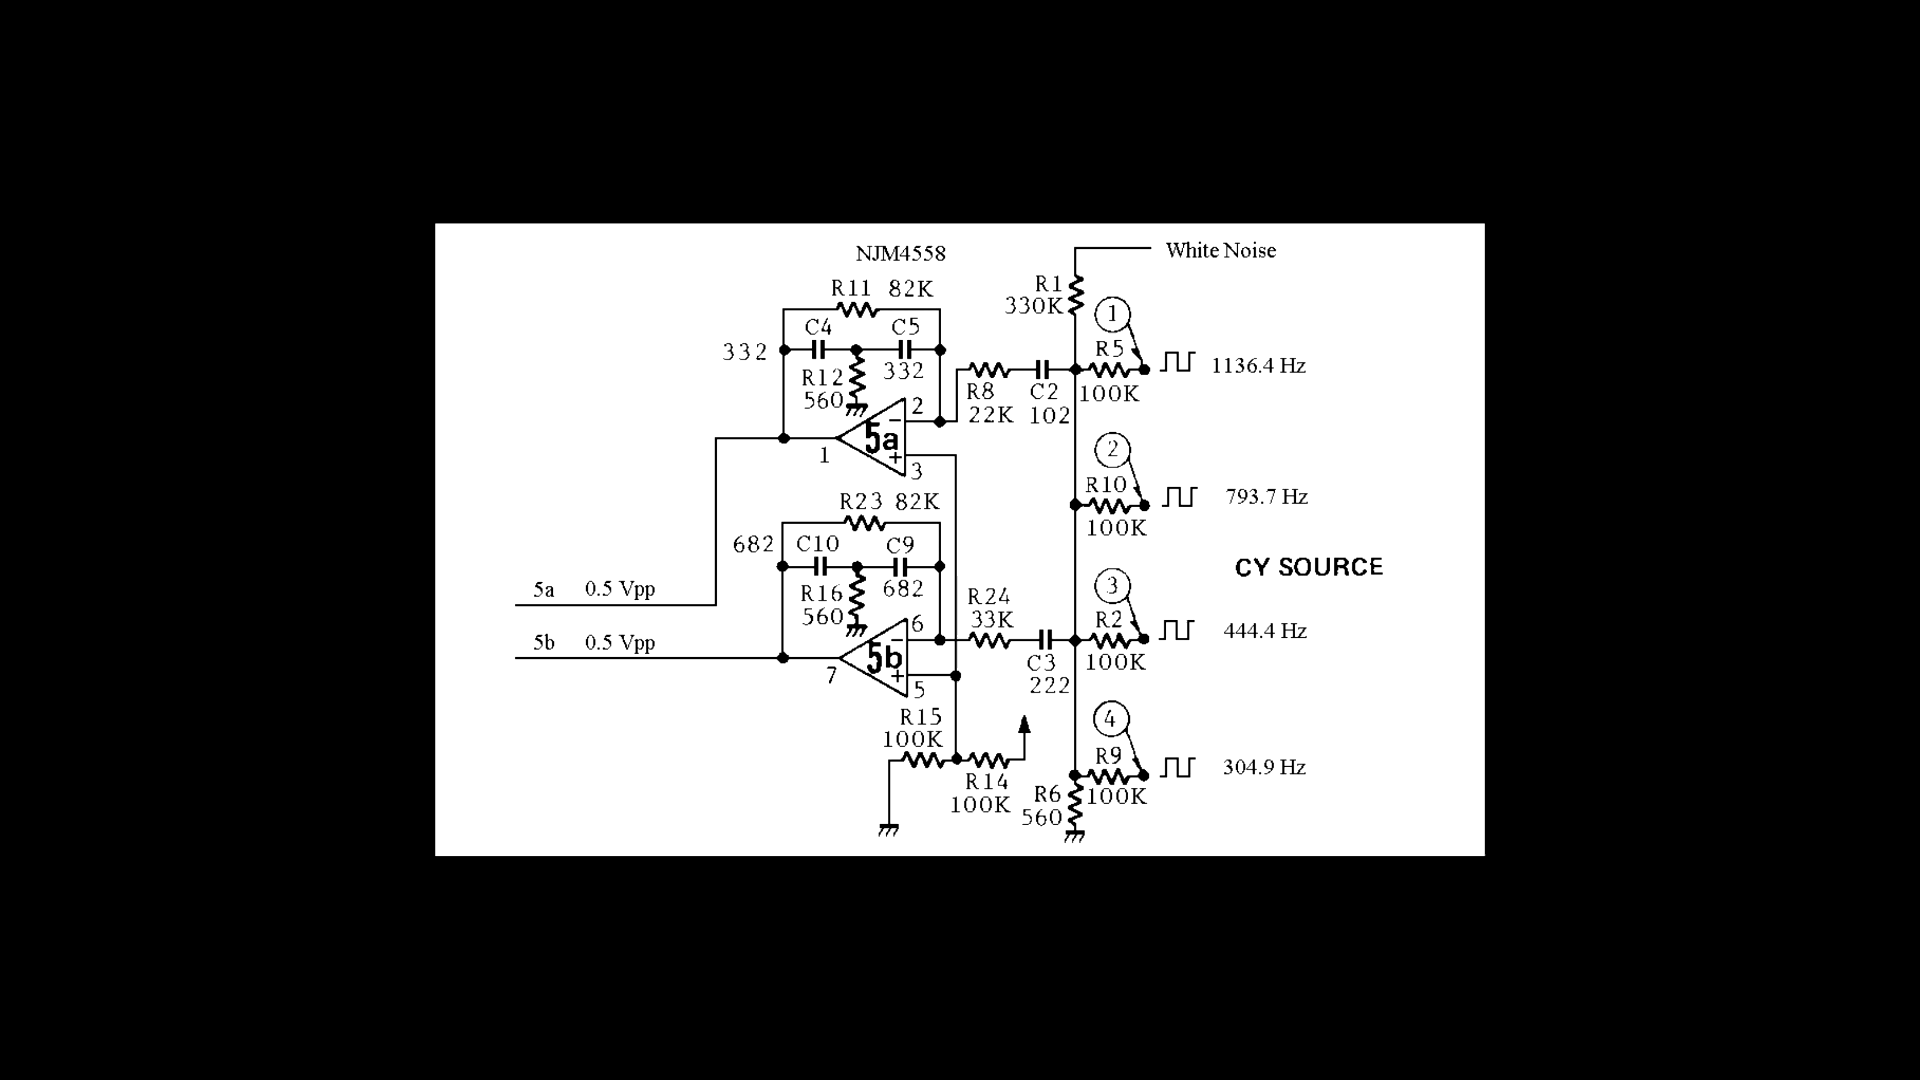 NJM4558
White Noise
R11 82K
R1
330K
1
C4
C5
332
332
R12
560
R5
100K
1136.4 Hz
R8
22K
C2
102
2
−
5a
+
1
3
2
R10
100K
793.7 Hz
R23 82K
682
C10
C9
682
R16
560
CY SOURCE
5a 0.5 Vpp
3
R24
33K
R2
100K
444.4 Hz
6
−
5b
+
7
5
5b 0.5 Vpp
C3
222
R15
100K
4
R9
100K
304.9 Hz
R14
100K
R6
560